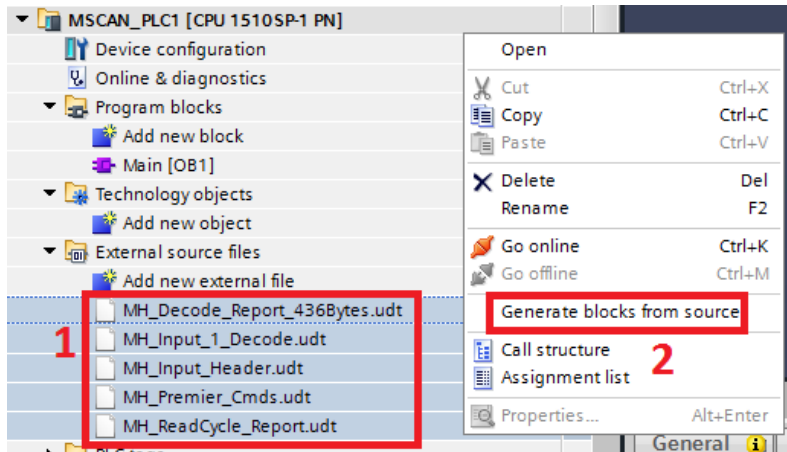 MSCAN_PLC1 [CPU 1510SP-1 PN]
Device configuration
Online & diagnostics
Program blocks
Add new block
Main [OB1]
Technology objects
Add new object
External source files
Add new external file
MH_Decode_Report_436Bytes.udt
MH_Input_1_Decode.udt
MH_Input_Header.udt
MH_Premier_Cmds.udt
MH_ReadCycle_Report.udt
1
Open
Cut Ctrl+X
Copy Ctrl+C
Paste Ctrl+V
Delete Del
Rename F2
Go online Ctrl+K
Go offline Ctrl+M
Generate blocks from source
2
Call structure
Assignment list
Properties... Alt+Enter
General